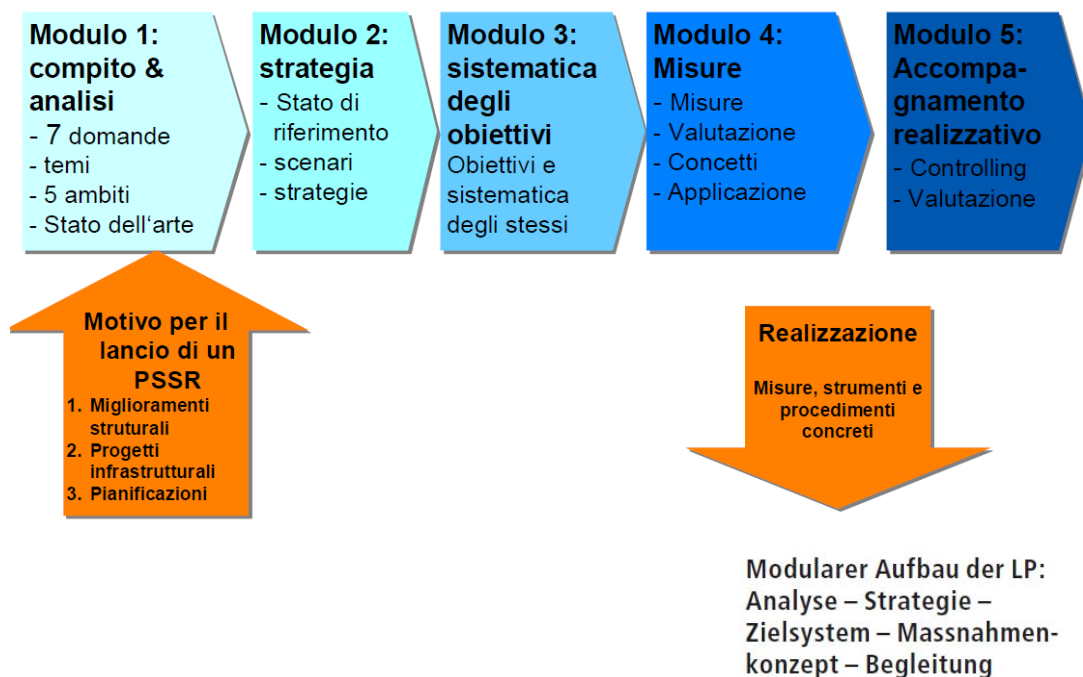 Modulo 1:
compito &
analisi
- 7 domande
- temi
- 5 ambiti
- Stato dell'arte
Modulo 2:
strategia
- Stato di
riferimento
- scenari
- strategie
Modulo 3:
sistematica
degli
obiettivi
Obiettivi e
sistematica
degli stessi
Modulo 4:
Misure
- Misure
- Valutazione
- Concetti
- Applicazione
Modulo 5:
Accompa-
gnamento
realizzativo
- Controlling
- Valutazione
Motivo per il
lancio di un
PSSR
1. Miglioramenti
strutturali
2. Progetti
infrastrutturali
3. Pianificazioni
Realizzazione
Misure, strumenti e
procedimenti
concreti
Modularer Aufbau der LP:
Analyse – Strategie –
Zielsystem – Massnahmen-
konzept – Begleitung